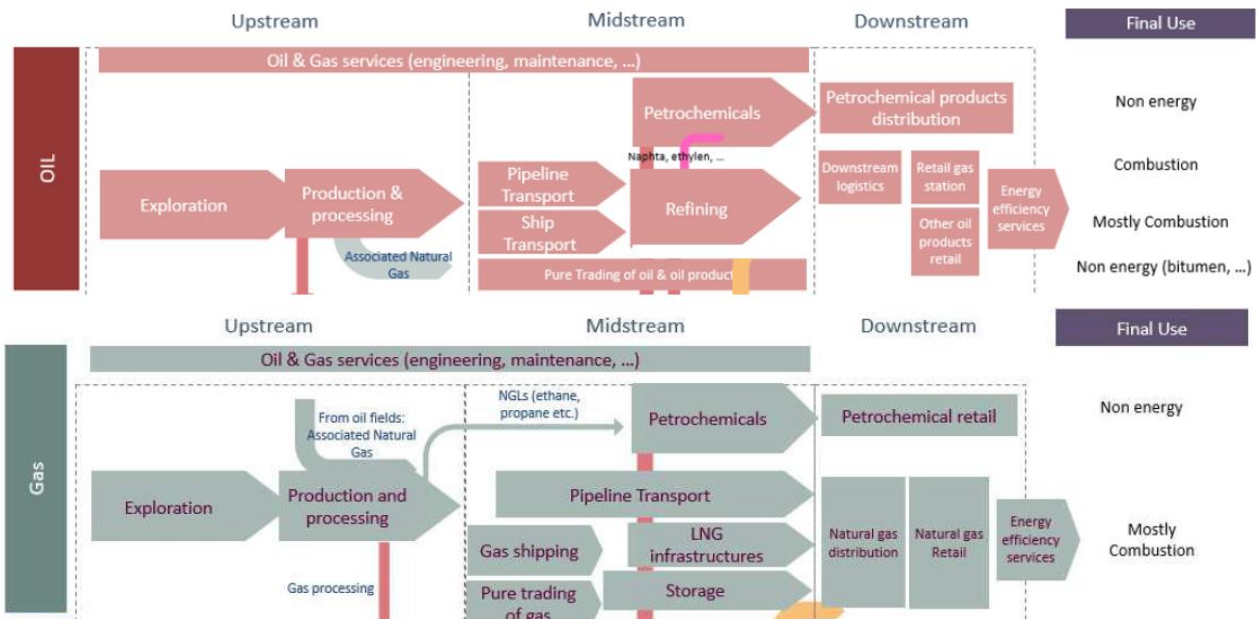 Upstream
Midstream
Downstream
Final Use
OIL
Oil & Gas services (engineering, maintenance, ...)
Petrochemicals
Petrochemical products
distribution
Non energy
Naphta, ethylen, ...
Exploration
Production &
processing
Pipeline
Transport
Ship
Transport
Refining
Downstream
logistics
Retail gas
station
Other oil
products
retail
Energy
efficiency
services
Combustion
Mostly Combustion
Non energy (bitumen, ...)
Associated Natural
Gas
Pure Trading of oil & oil product
Upstream
Midstream
Downstream
Final Use
Gas
Oil & Gas services (engineering, maintenance, ...)
From oil fields:
Associated Natural
Gas
NGLs (ethane,
propane etc.)
Petrochemicals
Petrochemical retail
Non energy
Exploration
Production and
processing
Gas processing
Pipeline Transport
Gas shipping
LNG
infrastructures
Pure trading
of gas
Storage
Natural gas
distribution
Natural gas
Retail
Energy
efficiency
services
Mostly
Combustion